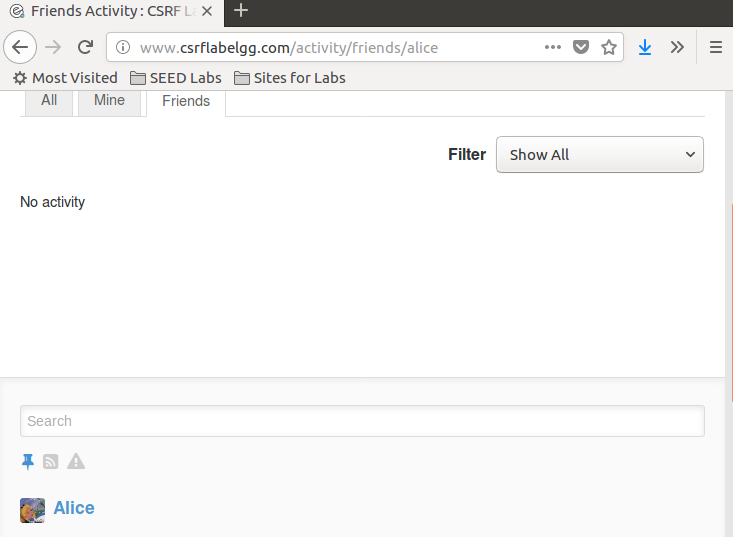 Friends Activity : CSRF La
www.csrflabelgg.com/activity/friends/alice
Most Visited SEED Labs Sites for Labs
All Mine Friends
Filter Show All
No activity
Search
Alice